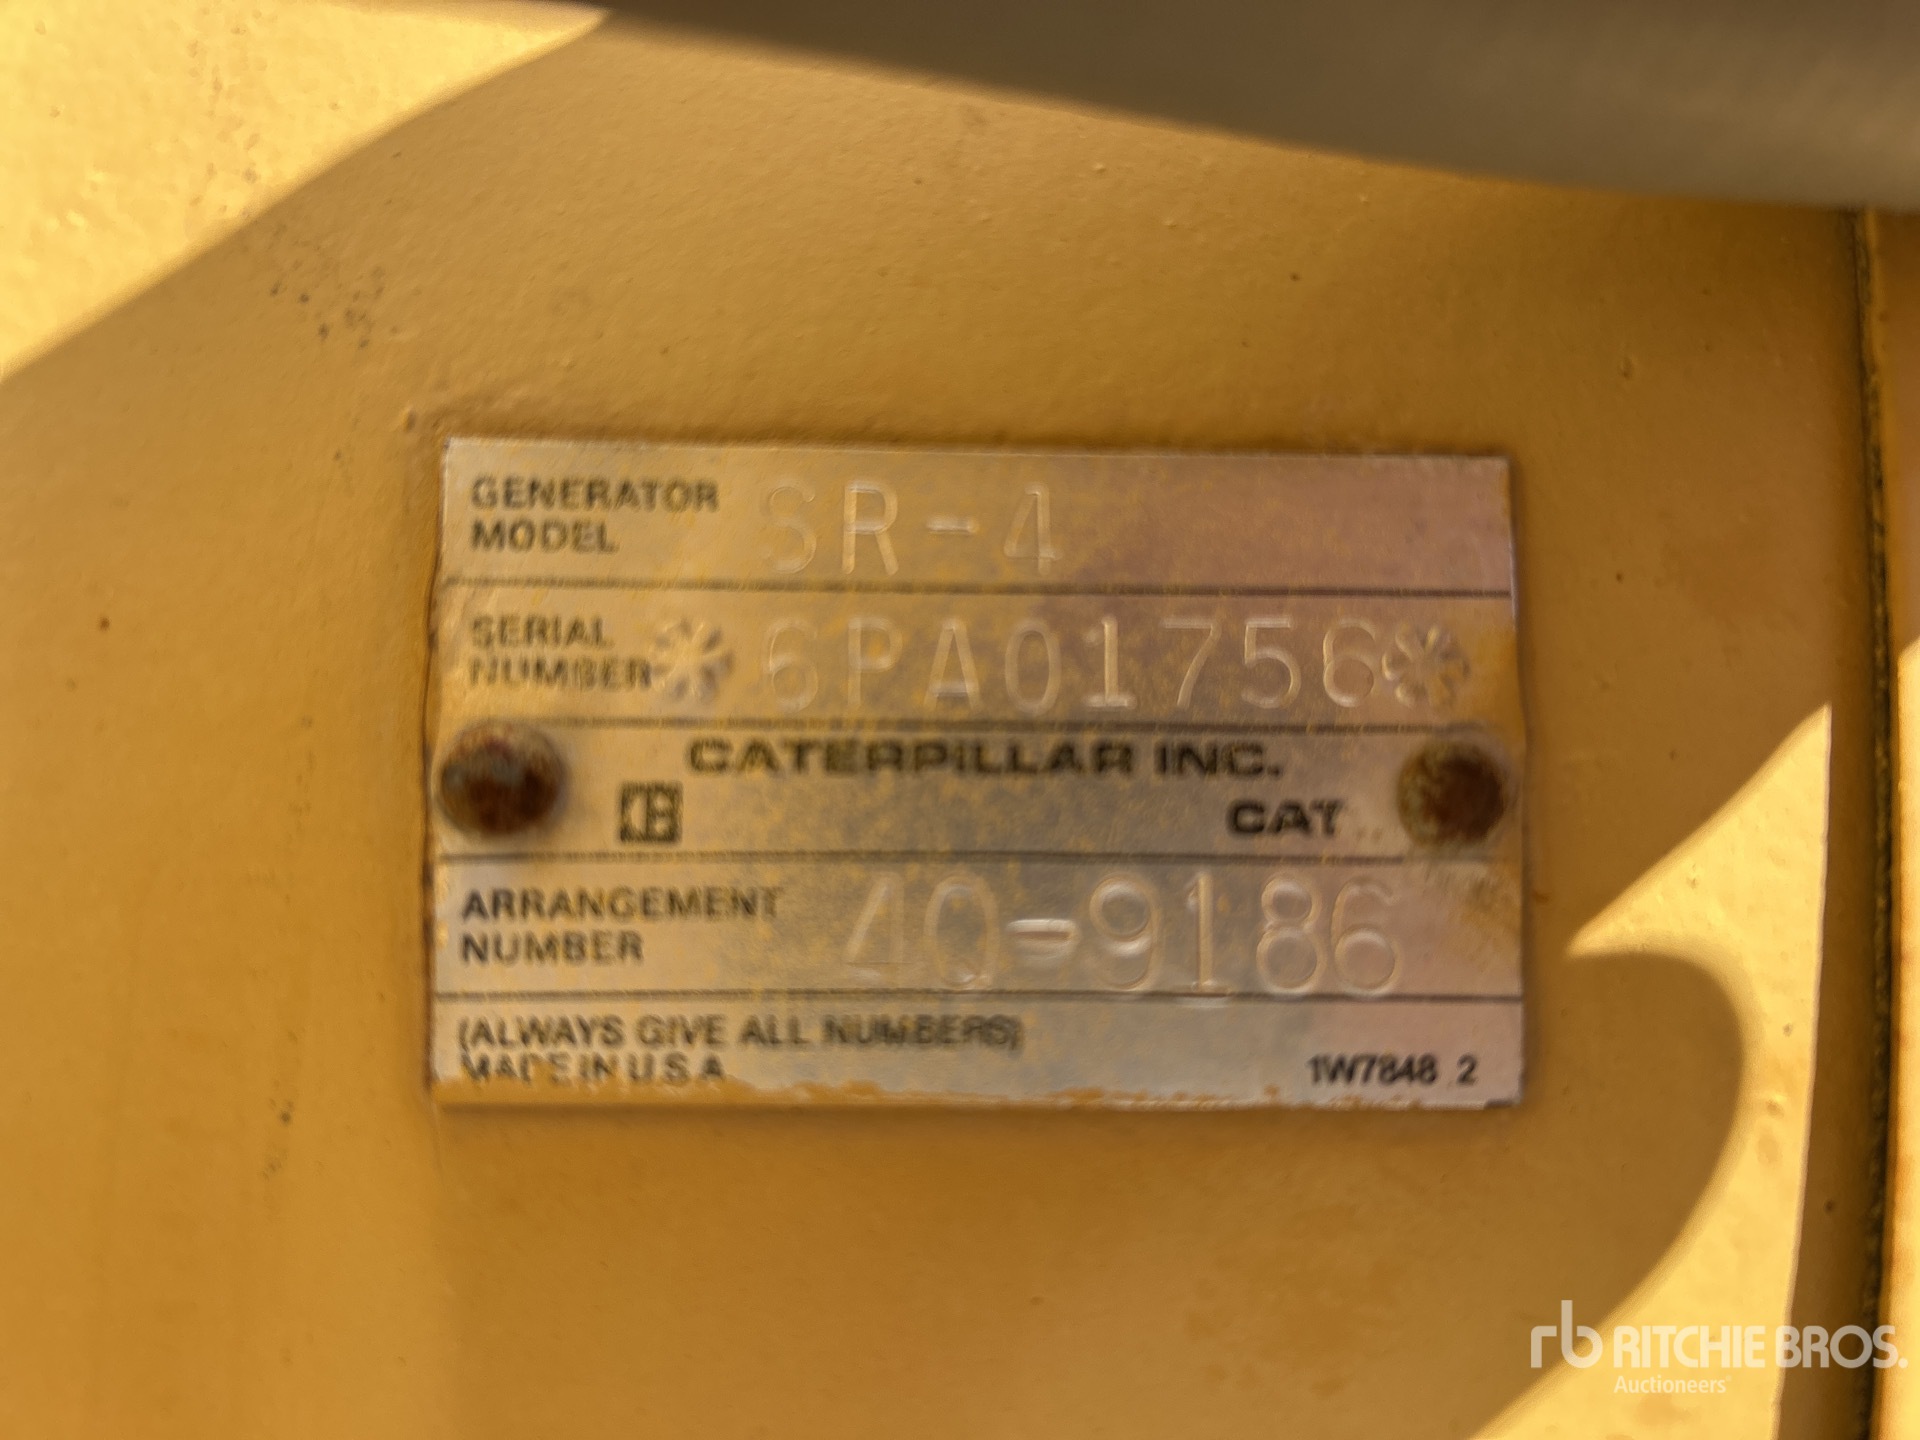 GENERATOR MODEL SR-4
SERIAL NUMBER *6PA01756*
CATERPILLAR INC.
CAT
ARRANGEMENT NUMBER 4Q-9186
(ALWAYS GIVE ALL NUMBERS)
MADE IN U.S.A. 1W7848 2
rb RITCHIE BROS.
Auctioneers